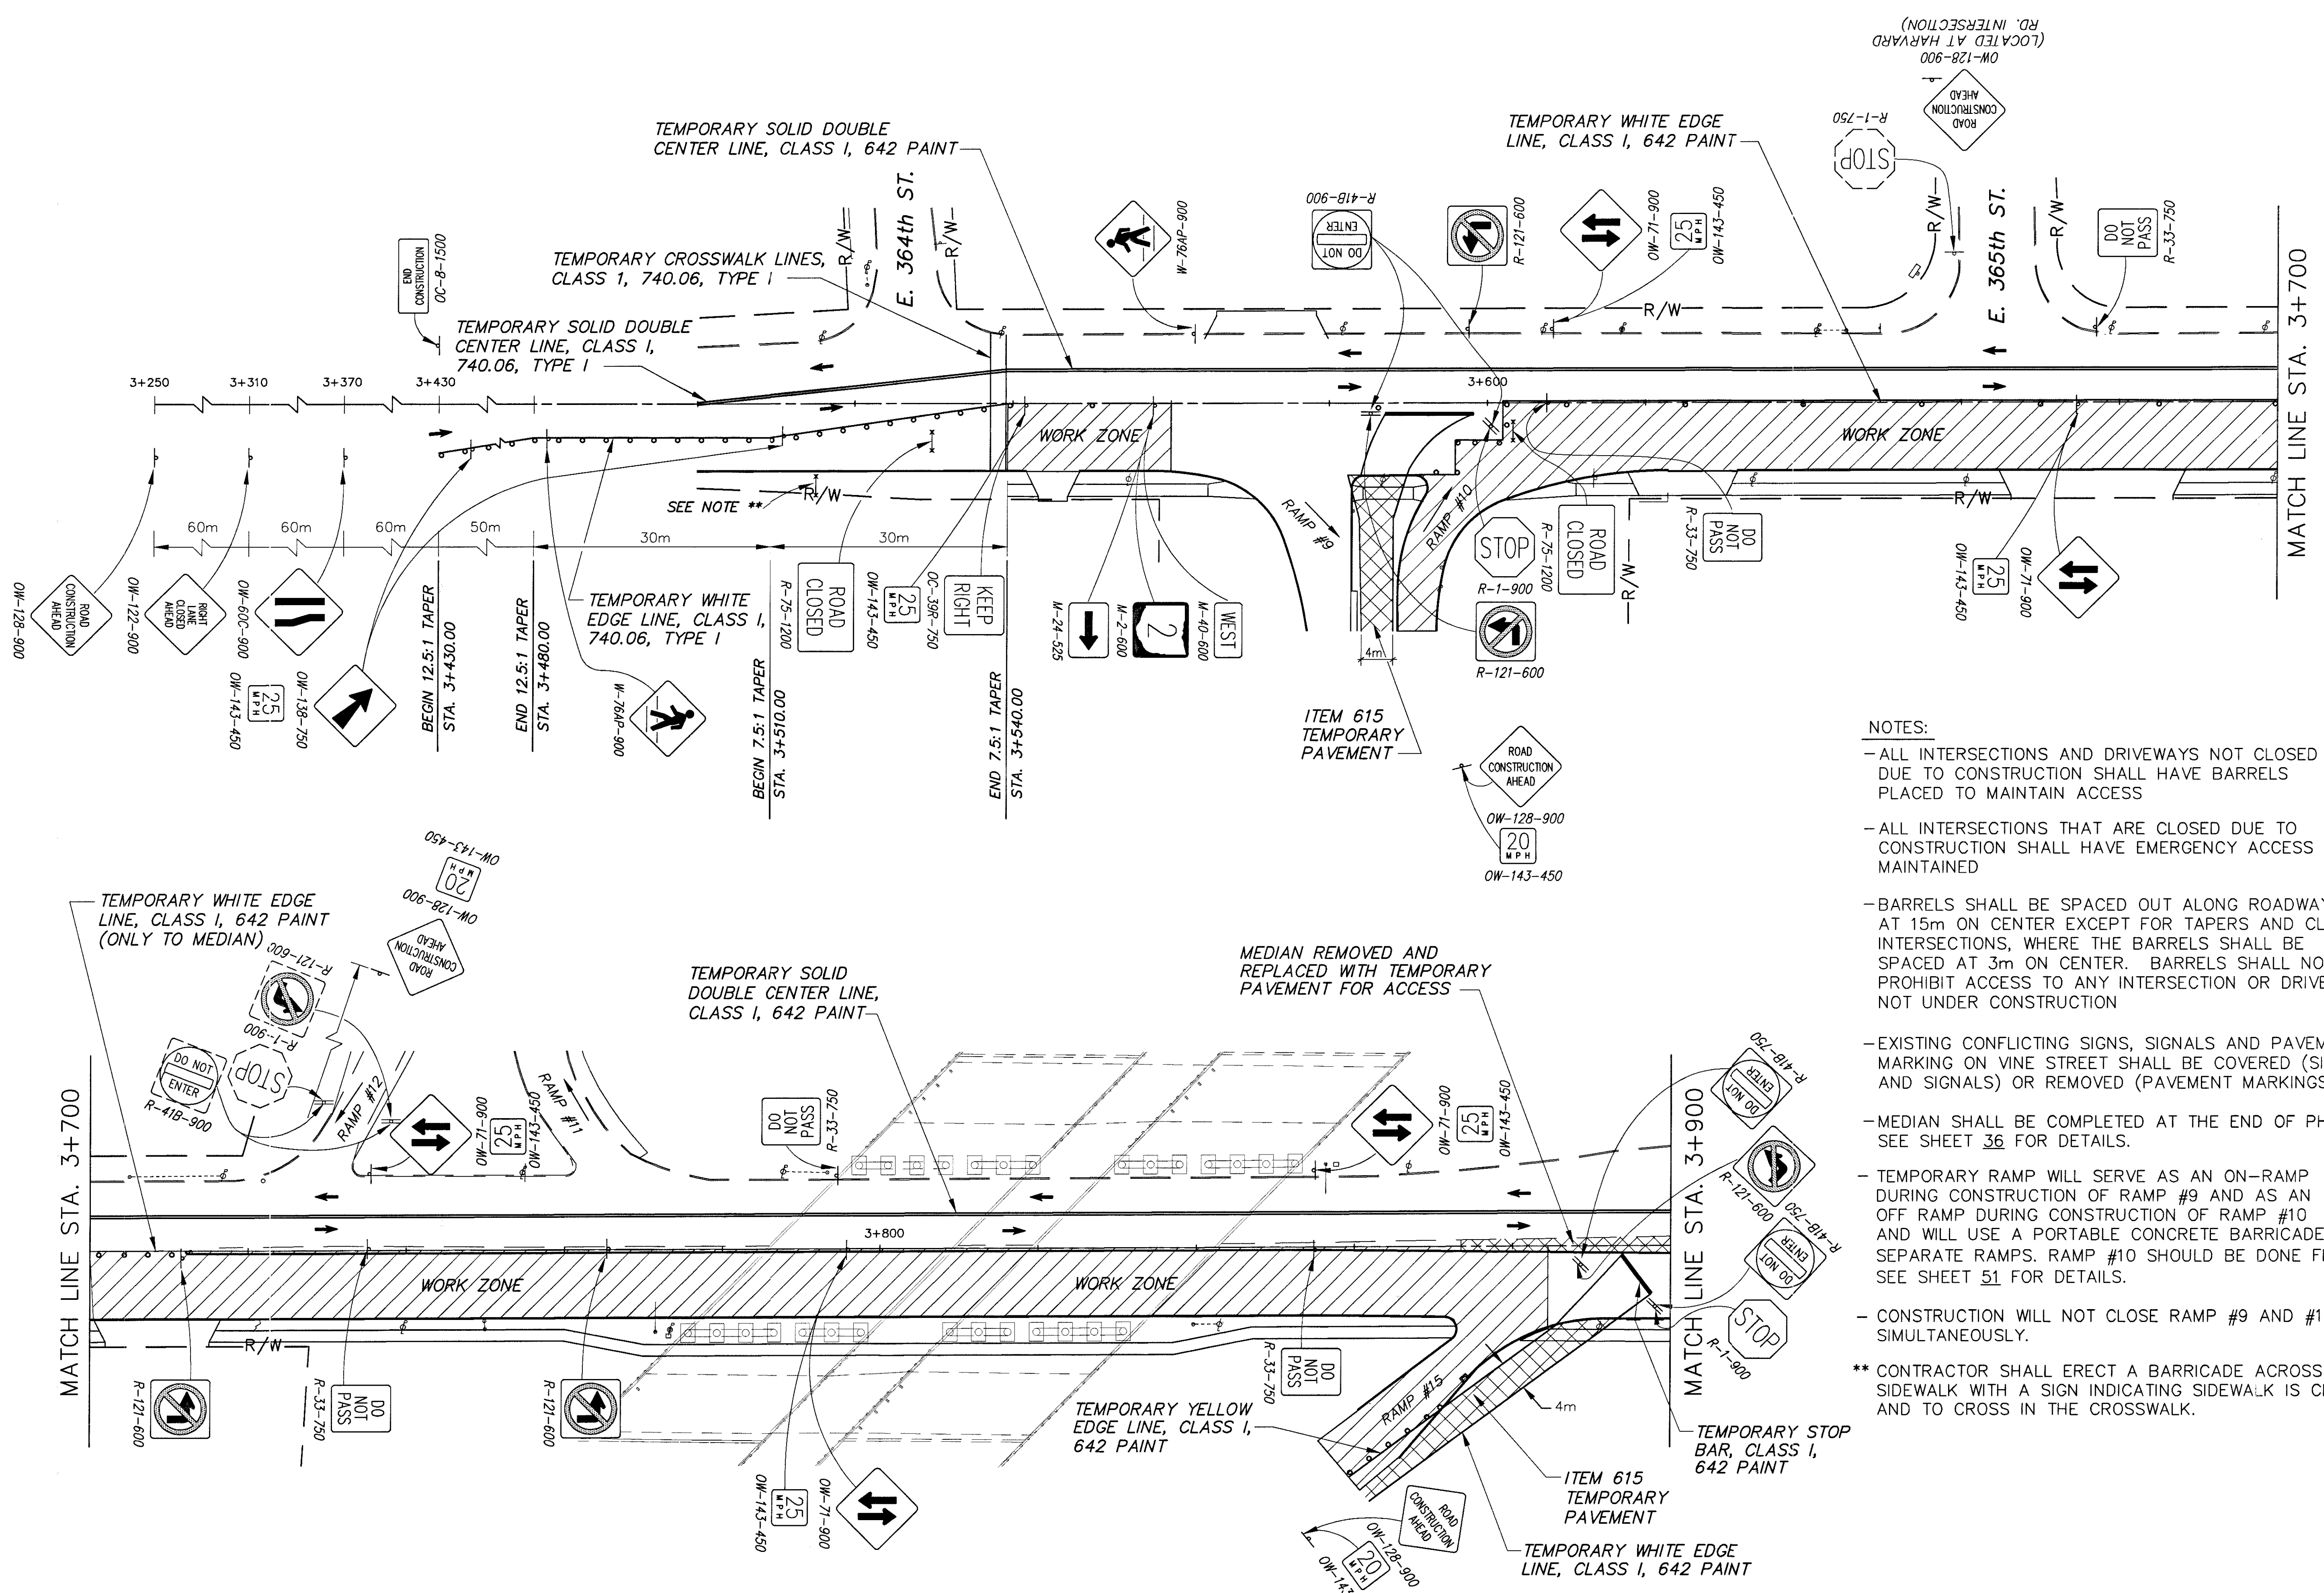 OW-128-900
(LOCATED AT HARVARD
RD. INTERSECTION)
ROAD
CONSTRUCTION
AHEAD
R-1-750
STOP
TEMPORARY SOLID DOUBLE
CENTER LINE, CLASS I, 642 PAINT
TEMPORARY WHITE EDGE
LINE, CLASS I, 642 PAINT
R/W
E. 364th ST.
R/W
W-76AP-900
R-41B-900
DO NOT
ENTER
R-121-600
OW-71-900
25
MPH
OW-143-450
R/W
E. 365th ST.
R/W
DO
NOT
PASS
R-33-750
END
CONSTRUCTION
OC-B-1500
TEMPORARY CROSSWALK LINES,
CLASS 1, 740.06, TYPE I
TEMPORARY SOLID DOUBLE
CENTER LINE, CLASS I,
740.06, TYPE I
R/W
MATCH LINE STA. 3+700
3+250
3+310
3+370
3+430
3+600
WORK ZONE
WORK ZONE
SEE NOTE **
R/W
R/W
RAMP #9
RAMP #10
60m
60m
60m
50m
30m
30m
4m
R/W
OW-128-900
ROAD
CONSTRUCTION
AHEAD
OW-122-900
RIGHT
LANE
CLOSED
AHEAD
OW-60C-900
OW-143-450
25
MPH
OW-138-750
BEGIN 12.5:1 TAPER
STA. 3+430.00
END 12.5:1 TAPER
STA. 3+480.00
TEMPORARY WHITE
EDGE LINE, CLASS I,
740.06, TYPE I
W-76AP-900
BEGIN 7.5:1 TAPER
STA. 3+510.00
R-75-1200
ROAD
CLOSED
OW-143-450
25
MPH
OC-39R-750
KEEP
RIGHT
END 7.5:1 TAPER
STA. 3+540.00
M-24-525
M-2-600
2
M-40-600
WEST
STOP
R-1-900
R-75-1200
ROAD
CLOSED
R-33-750
DO
NOT
PASS
R-121-600
OW-143-450
25
MPH
OW-71-900
ITEM 615
TEMPORARY
PAVEMENT
ROAD
CONSTRUCTION
AHEAD
OW-128-900
20
MPH
OW-143-450
NOTES:
- ALL INTERSECTIONS AND DRIVEWAYS NOT CLOSED
DUE TO CONSTRUCTION SHALL HAVE BARRELS
PLACED TO MAINTAIN ACCESS
- ALL INTERSECTIONS THAT ARE CLOSED DUE TO
CONSTRUCTION SHALL HAVE EMERGENCY ACCESS
MAINTAINED
- BARRELS SHALL BE SPACED OUT ALONG ROADWA
AT 15m ON CENTER EXCEPT FOR TAPERS AND CL
INTERSECTIONS, WHERE THE BARRELS SHALL BE
SPACED AT 3m ON CENTER. BARRELS SHALL NO
PROHIBIT ACCESS TO ANY INTERSECTION OR DRIVE
NOT UNDER CONSTRUCTION
- EXISTING CONFLICTING SIGNS, SIGNALS AND PAVEM
MARKING ON VINE STREET SHALL BE COVERED (SI
AND SIGNALS) OR REMOVED (PAVEMENT MARKINGS
- MEDIAN SHALL BE COMPLETED AT THE END OF PH
SEE SHEET 36 FOR DETAILS.
- TEMPORARY RAMP WILL SERVE AS AN ON-RAMP
DURING CONSTRUCTION OF RAMP #9 AND AS AN
OFF RAMP DURING CONSTRUCTION OF RAMP #10
AND WILL USE A PORTABLE CONCRETE BARRICADE
SEPARATE RAMPS. RAMP #10 SHOULD BE DONE F
SEE SHEET 51 FOR DETAILS.
- CONSTRUCTION WILL NOT CLOSE RAMP #9 AND #1
SIMULTANEOUSLY.
** CONTRACTOR SHALL ERECT A BARRICADE ACROSS
SIDEWALK WITH A SIGN INDICATING SIDEWALK IS C
AND TO CROSS IN THE CROSSWALK.
TEMPORARY WHITE EDGE
LINE, CLASS I, 642 PAINT
(ONLY TO MEDIAN)
OW-143-450
20
MPH
OW-128-900
ROAD
CONSTRUCTION
AHEAD
R-121-60C
R-1-900
STOP
DO NOT
ENTER
R-41B-900
RAMP #12
RAMP #11
OW-71-900
25
MPH
OW-143-450
TEMPORARY SOLID
DOUBLE CENTER LINE,
CLASS I, 642 PAINT
DO
NOT
PASS
R-33-750
MEDIAN REMOVED AND
REPLACED WITH TEMPORARY
PAVEMENT FOR ACCESS
OW-71-900
25
MPH
OW-143-450
R-41B-750
DO NOT
ENTER
R-121-600
R-41B-750
DO NOT
ENTER
STOP
R-1-900
MATCH LINE STA. 3+700
MATCH LINE STA. 3+900
3+800
WORK ZONE
WORK ZONE
R/W
R-121-600
R-33-750
DO
NOT
PASS
R-121-600
OW-143-450
25
MPH
OW-71-900
R-33-750
DO
NOT
PASS
RAMP #15
4m
TEMPORARY YELLOW
EDGE LINE, CLASS I,
642 PAINT
TEMPORARY STOP
BAR, CLASS I,
642 PAINT
ITEM 615
TEMPORARY
PAVEMENT
ROAD
CONSTRUCTION
AHEAD
OW-128-900
20
MPH
OW-143
TEMPORARY WHITE EDGE
LINE, CLASS I, 642 PAINT